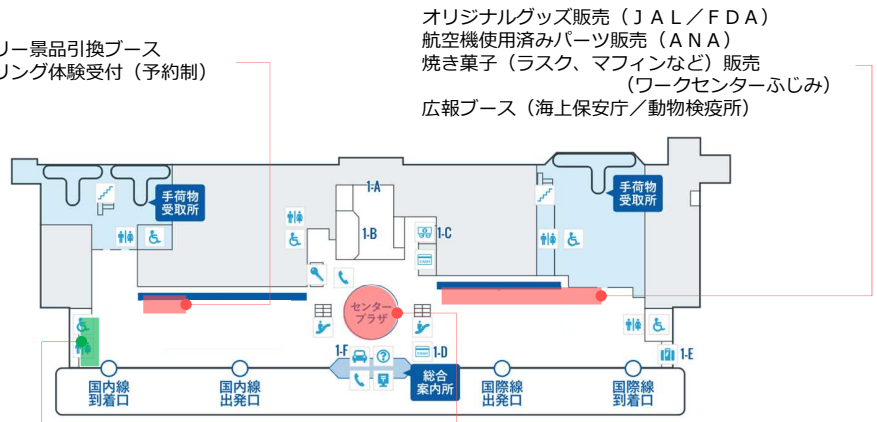 オリジナルグッズ販売（ＪＡＬ／ＦＤＡ）
航空機使用済みパーツ販売（ＡＮＡ）
焼き菓子（ラスク、マフィンなど）販売
（ワークセンターふじみ）
広報ブース（海上保安庁／動物検疫所）
リー景品引換ブース
リング体験受付（予約制）
手荷物
受取所
手荷物
受取所
1-A
1-B
1-C
センター
プラザ
1-F
1-D
1-E
総合
案内所
国内線
到着口
国内線
出発口
国際線
出発口
国際線
到着口